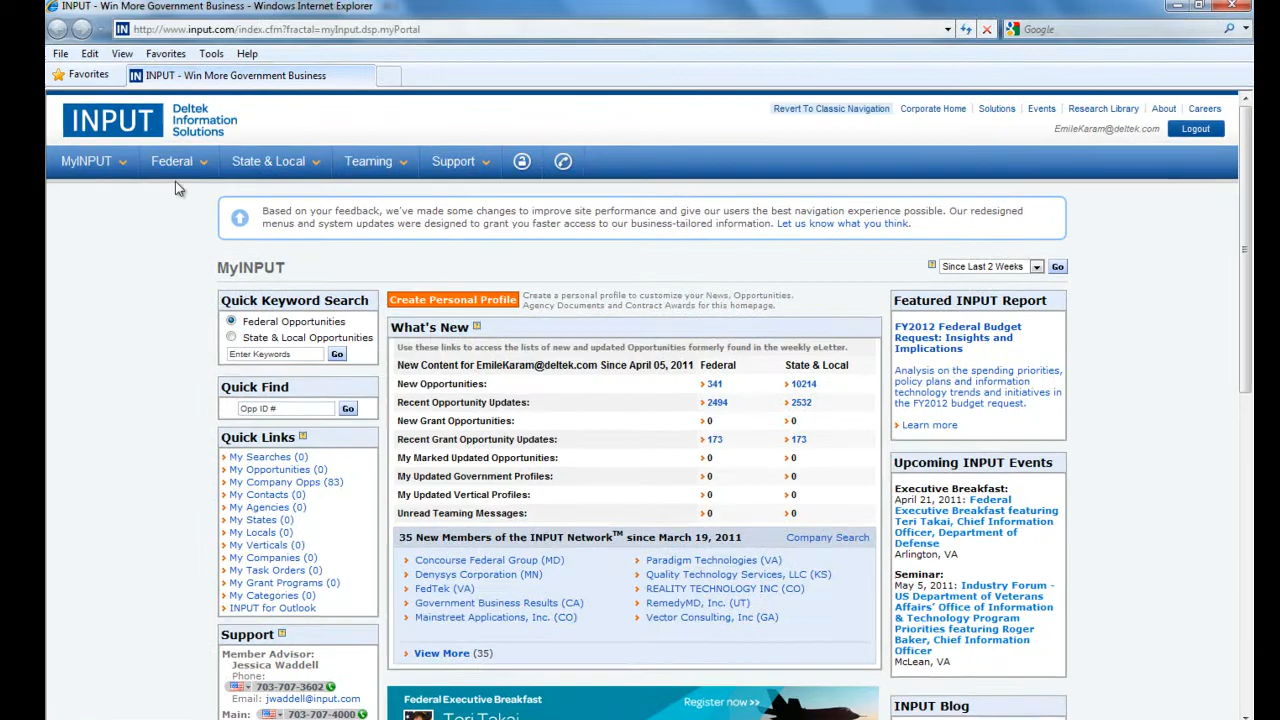 INPUT - Win More Government Business - Windows Internet Explorer
http://www.input.com/index.cfm?fractal=myInput.dsp.myPortal
Google
File Edit View Favorites Tools Help
Favorites
IN INPUT - Win More Government Business
INPUT
Deltek
Information
Solutions
Revert To Classic Navigation Corporate Home Solutions Events Research Library About Careers
EmileKaram@deltek.com Logout
MyINPUT Federal State & Local Teaming Support
Based on your feedback, we've made some changes to improve site performance and give our users the best navigation experience possible. Our redesigned
menus and system updates were designed to grant you faster access to our business-tailored information. Let us know what you think.
MyINPUT
Since Last 2 Weeks Go
Quick Keyword Search
Federal Opportunities
State & Local Opportunities
Enter Keywords Go
Quick Find
Opp ID # Go
Quick Links
My Searches (0)
My Opportunities (0)
My Company Opps (83)
My Contacts (0)
My Agencies (0)
My States (0)
My Locals (0)
My Verticals (0)
My Companies (0)
My Task Orders (0)
My Grant Programs (0)
My Categories (0)
INPUT for Outlook
Support
Member Advisor:
Jessica Waddell
Phone:
703-707-3602
Email: jwaddell@input.com
Main: 703-707-4000
Create Personal Profile
Create a personal profile to customize your News, Opportunities,
Agency Documents and Contract Awards for this homepage.
What's New
Use these links to access the lists of new and updated Opportunities formerly found in the weekly eLetter.
New Content for EmileKaram@deltek.com Since April 05, 2011 Federal State & Local
New Opportunities: 341 10214
Recent Opportunity Updates: 2494 2532
New Grant Opportunities: 0 0
Recent Grant Opportunity Updates: 173 173
My Marked Updated Opportunities: 0 0
My Updated Government Profiles: 0 0
My Updated Vertical Profiles: 0 0
Unread Teaming Messages: 0 0
35 New Members of the INPUT Network™ since March 19, 2011 Company Search
Concourse Federal Group (MD) Paradigm Technologies (VA)
Denysys Corporation (MN) Quality Technology Services, LLC (KS)
FedTek (VA) REALITY TECHNOLOGY INC (CO)
Government Business Results (CA) RemedyMD, Inc. (UT)
Mainstreet Applications, Inc. (CO) Vector Consulting, Inc (GA)
View More (35)
Federal Executive Breakfast
Register now >>
Teri Takai
Featured INPUT Report
FY2012 Federal Budget
Request: Insights and
Implications
Analysis on the spending priorities,
policy plans and information
technology trends and initiatives in
the FY2012 budget request.
Learn more
Upcoming INPUT Events
Executive Breakfast:
April 21, 2011: Federal
Executive Breakfast featuring
Teri Takai, Chief Information
Officer, Department of
Defense
Arlington, VA
Seminar:
May 5, 2011: Industry Forum -
US Department of Veterans
Affairs' Office of Information
& Technology Program
Priorities featuring Roger
Baker, Chief Information
Officer
McLean, VA
INPUT Blog